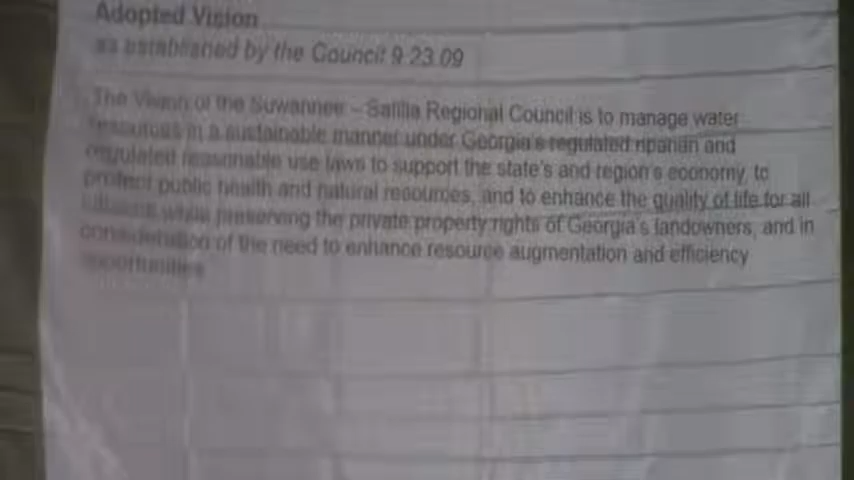 Adopted Vision
as established by the Council 9-23-09
The Vision of the Suwannee – Satilla Regional Council is to manage water
resources in a sustainable manner under Georgia's regulated riparian and
regulated reasonable use laws to support the state's and region's economy, to
protect public health and natural resources, and to enhance the quality of life for all
citizens while preserving the private property rights of Georgia's landowners, and in
consideration of the need to enhance resource augmentation and efficiency
opportunities